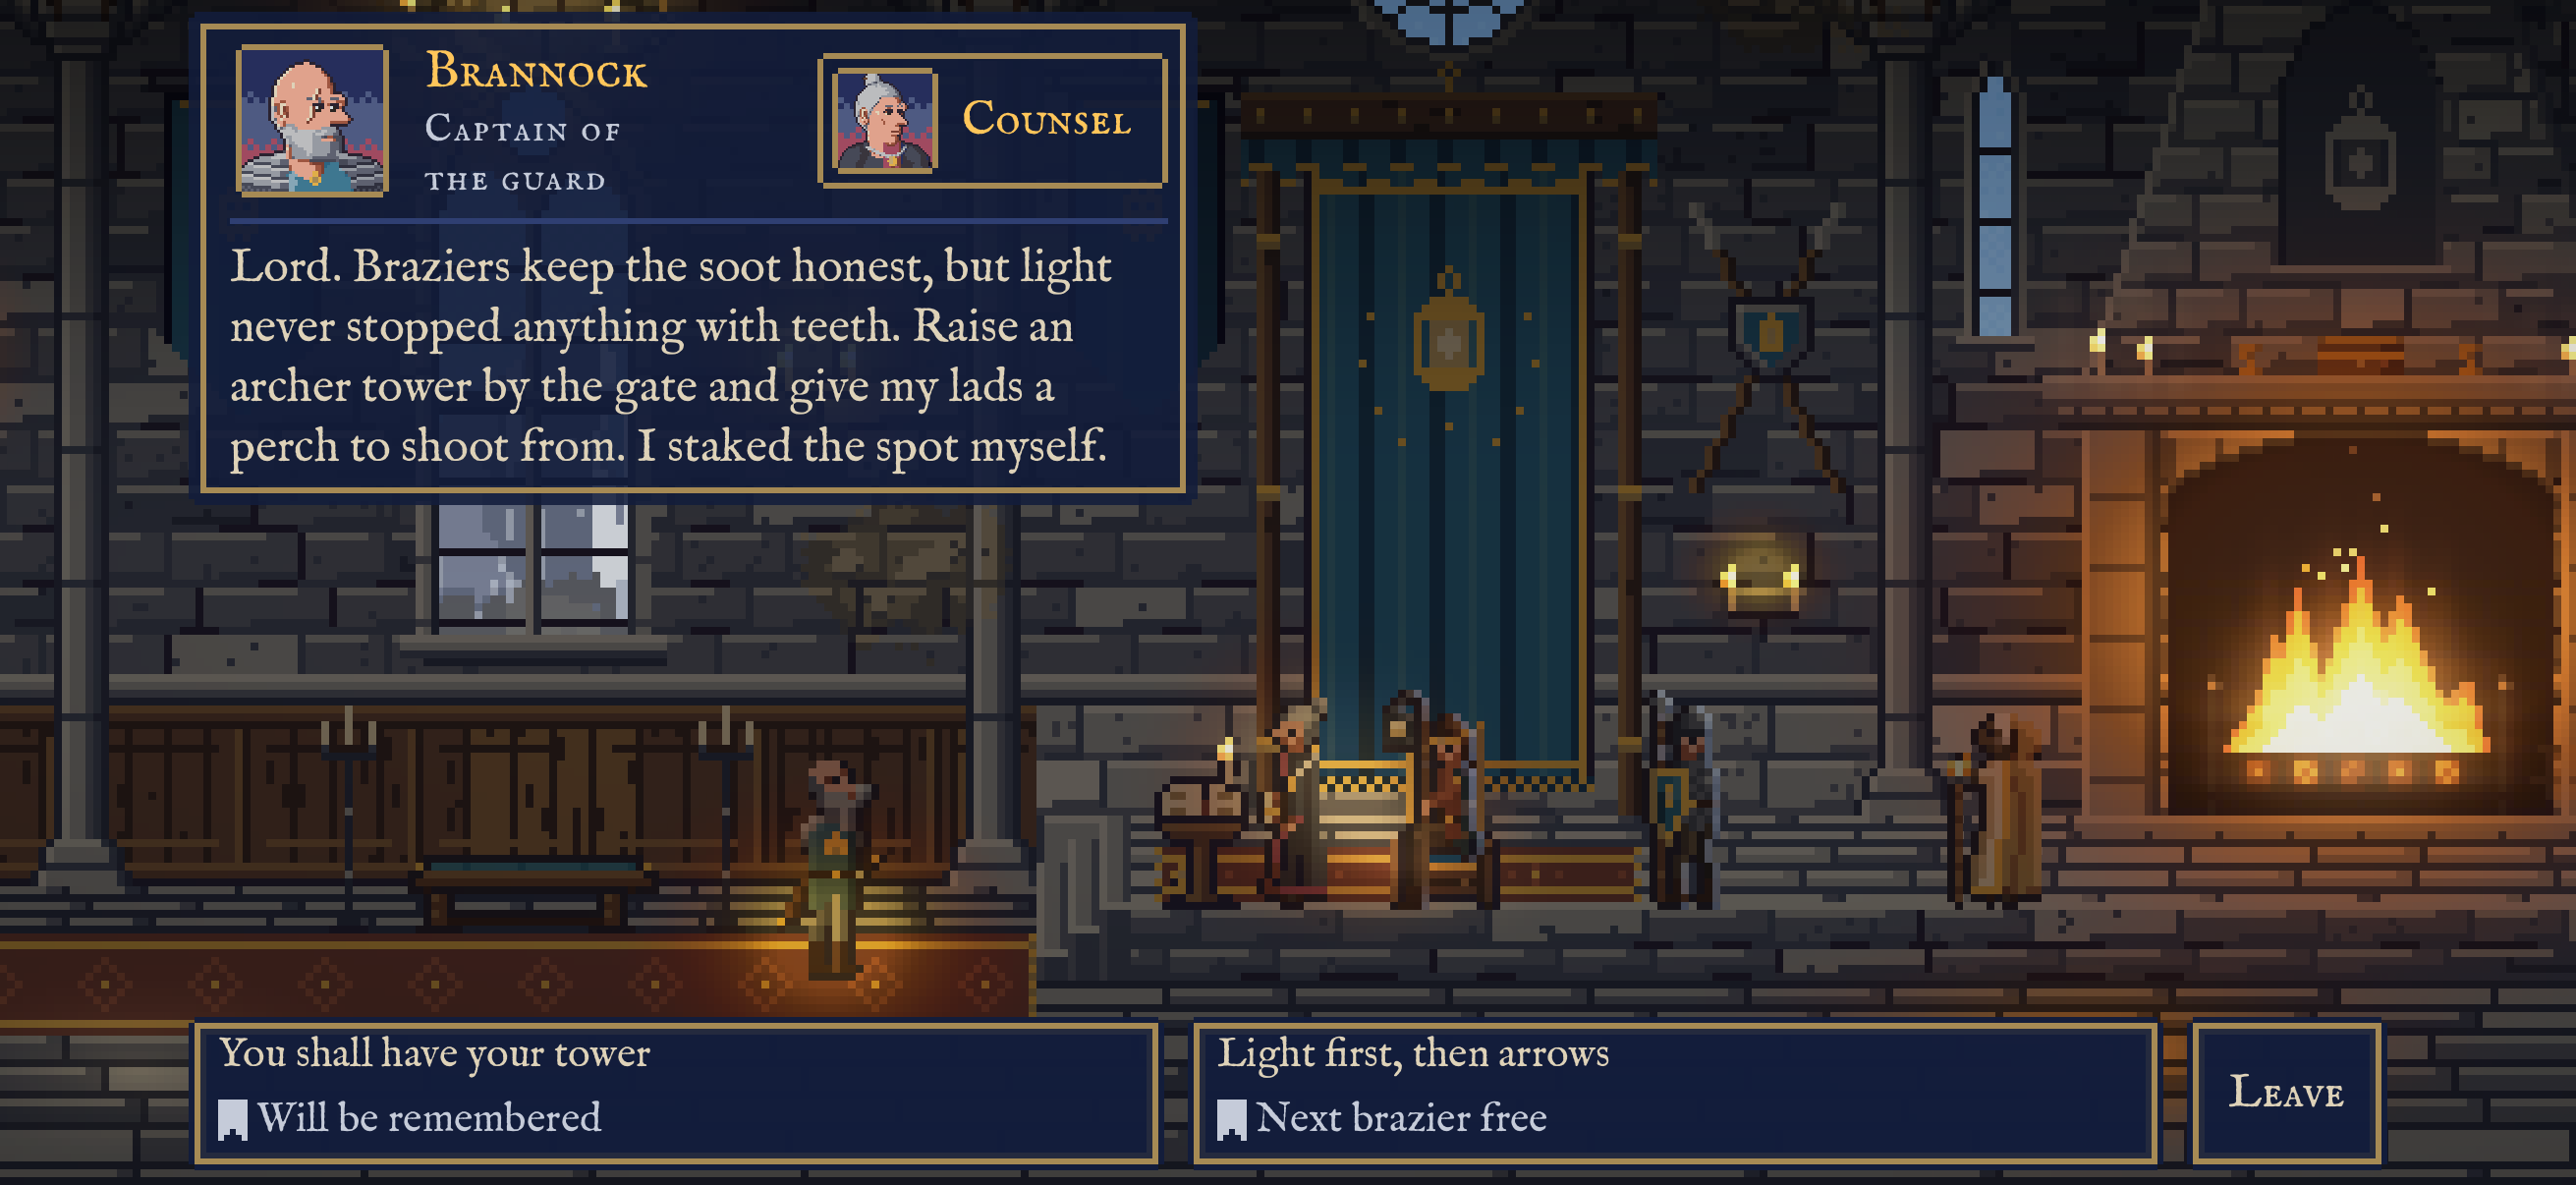 Brannock
Captain of
the guard
Counsel
Lord. Braziers keep the soot honest, but light
never stopped anything with teeth. Raise an
archer tower by the gate and give my lads a
perch to shoot from. I staked the spot myself.
You shall have your tower
Will be remembered
Light first, then arrows
Next brazier free
Leave